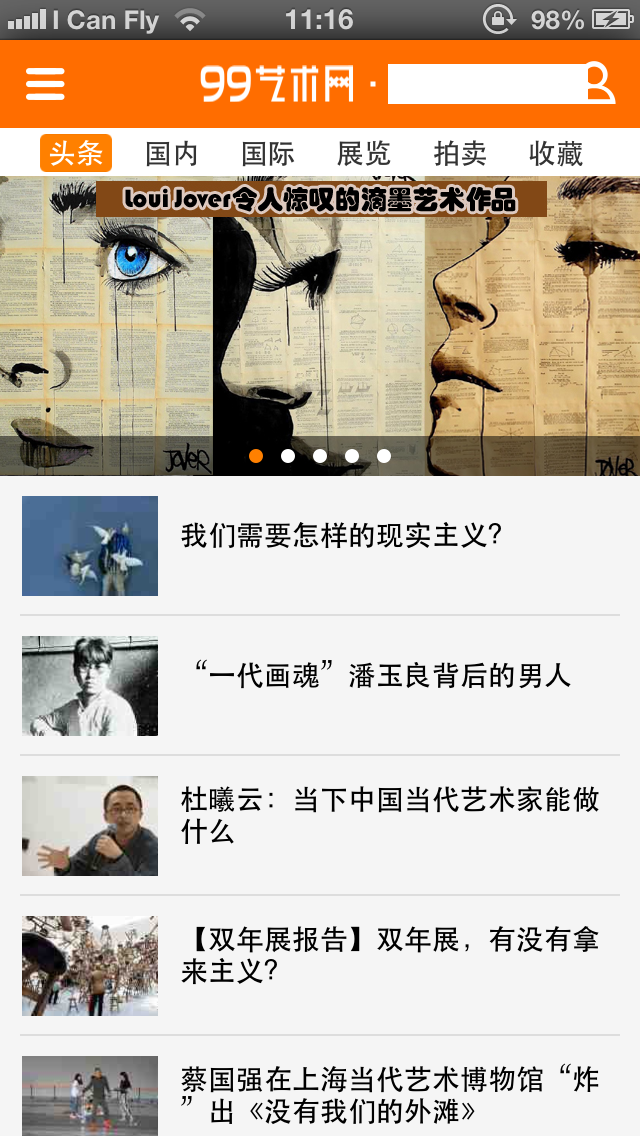 I Can Fly 11:16 98%
99艺术网·
头条 国内 国际 展览 拍卖 收藏
Loui Jover令人惊叹的滴墨艺术作品
JOVER JOVER
我们需要怎样的现实主义？
“一代画魂”潘玉良背后的男人
杜曦云：当下中国当代艺术家能做
什么
【双年展报告】双年展，有没有拿
来主义？
蔡国强在上海当代艺术博物馆“炸
”出《没有我们的外滩》